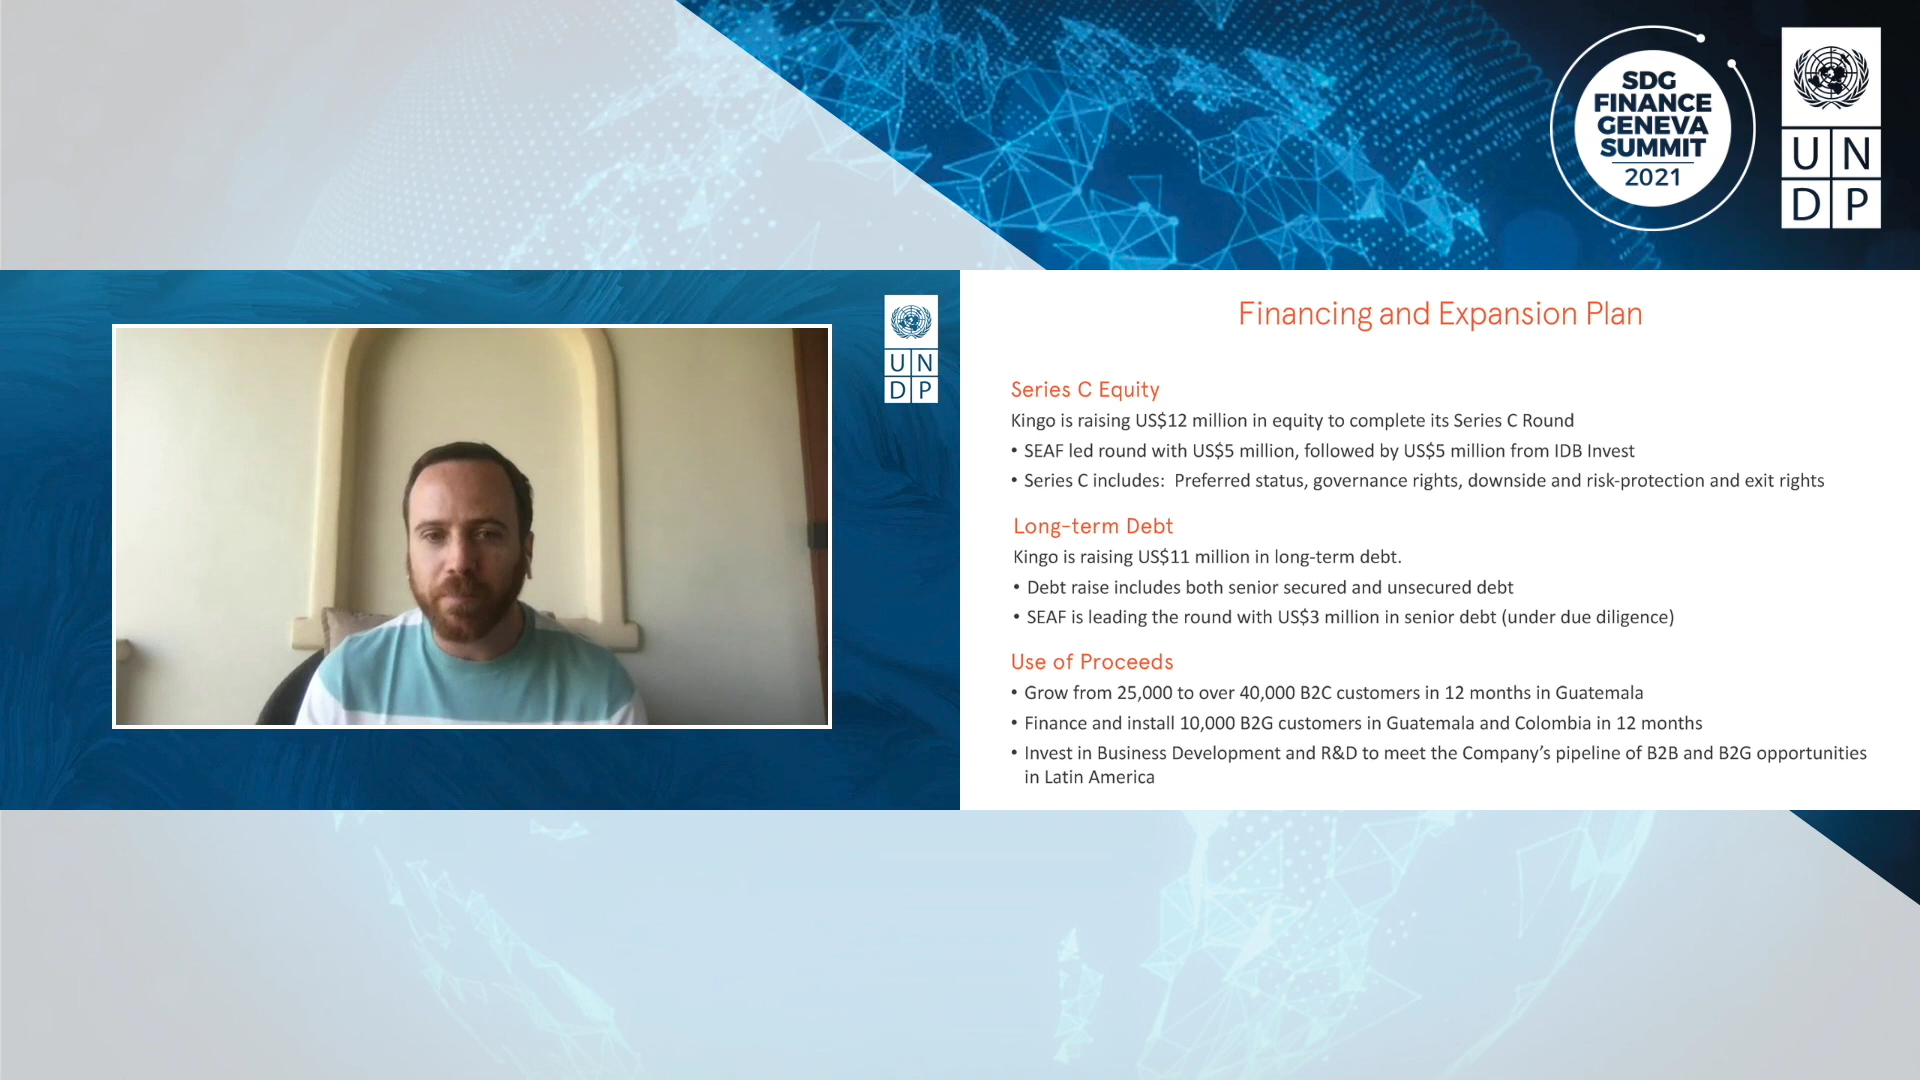 SDG
FINANCE
GENEVA
SUMMIT
2021
U N
D P
U N
D P
Financing and Expansion Plan
Series C Equity
Kingo is raising US$12 million in equity to complete its Series C Round
• SEAF led round with US$5 million, followed by US$5 million from IDB Invest
• Series C includes:  Preferred status, governance rights, downside and risk-protection and exit rights
Long-term Debt
Kingo is raising US$11 million in long-term debt.
• Debt raise includes both senior secured and unsecured debt
• SEAF is leading the round with US$3 million in senior debt (under due diligence)
Use of Proceeds
• Grow from 25,000 to over 40,000 B2C customers in 12 months in Guatemala
• Finance and install 10,000 B2G customers in Guatemala and Colombia in 12 months
• Invest in Business Development and R&D to meet the Company’s pipeline of B2B and B2G opportunities
in Latin America